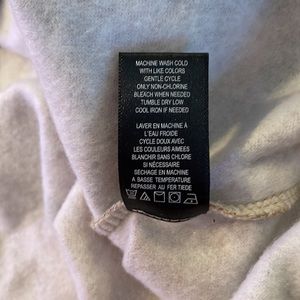 MACHINE WASH COLD
WITH LIKE COLORS
GENTLE CYCLE
ONLY NON-CHLORINE
BLEACH WHEN NEEDED
TUMBLE DRY LOW
COOL IRON IF NEEDED
LAVER EN MACHINE À
L'EAU FROIDE
CYCLE DOUX AVEC
LES COULEURS AIMEES
BLANCHIR SANS CHLORE
SI NÉCESSAIRE
SÉCHAGE EN MACHINE
A BASSE TEMPERATURE
REPASSER AU FER TIEDE